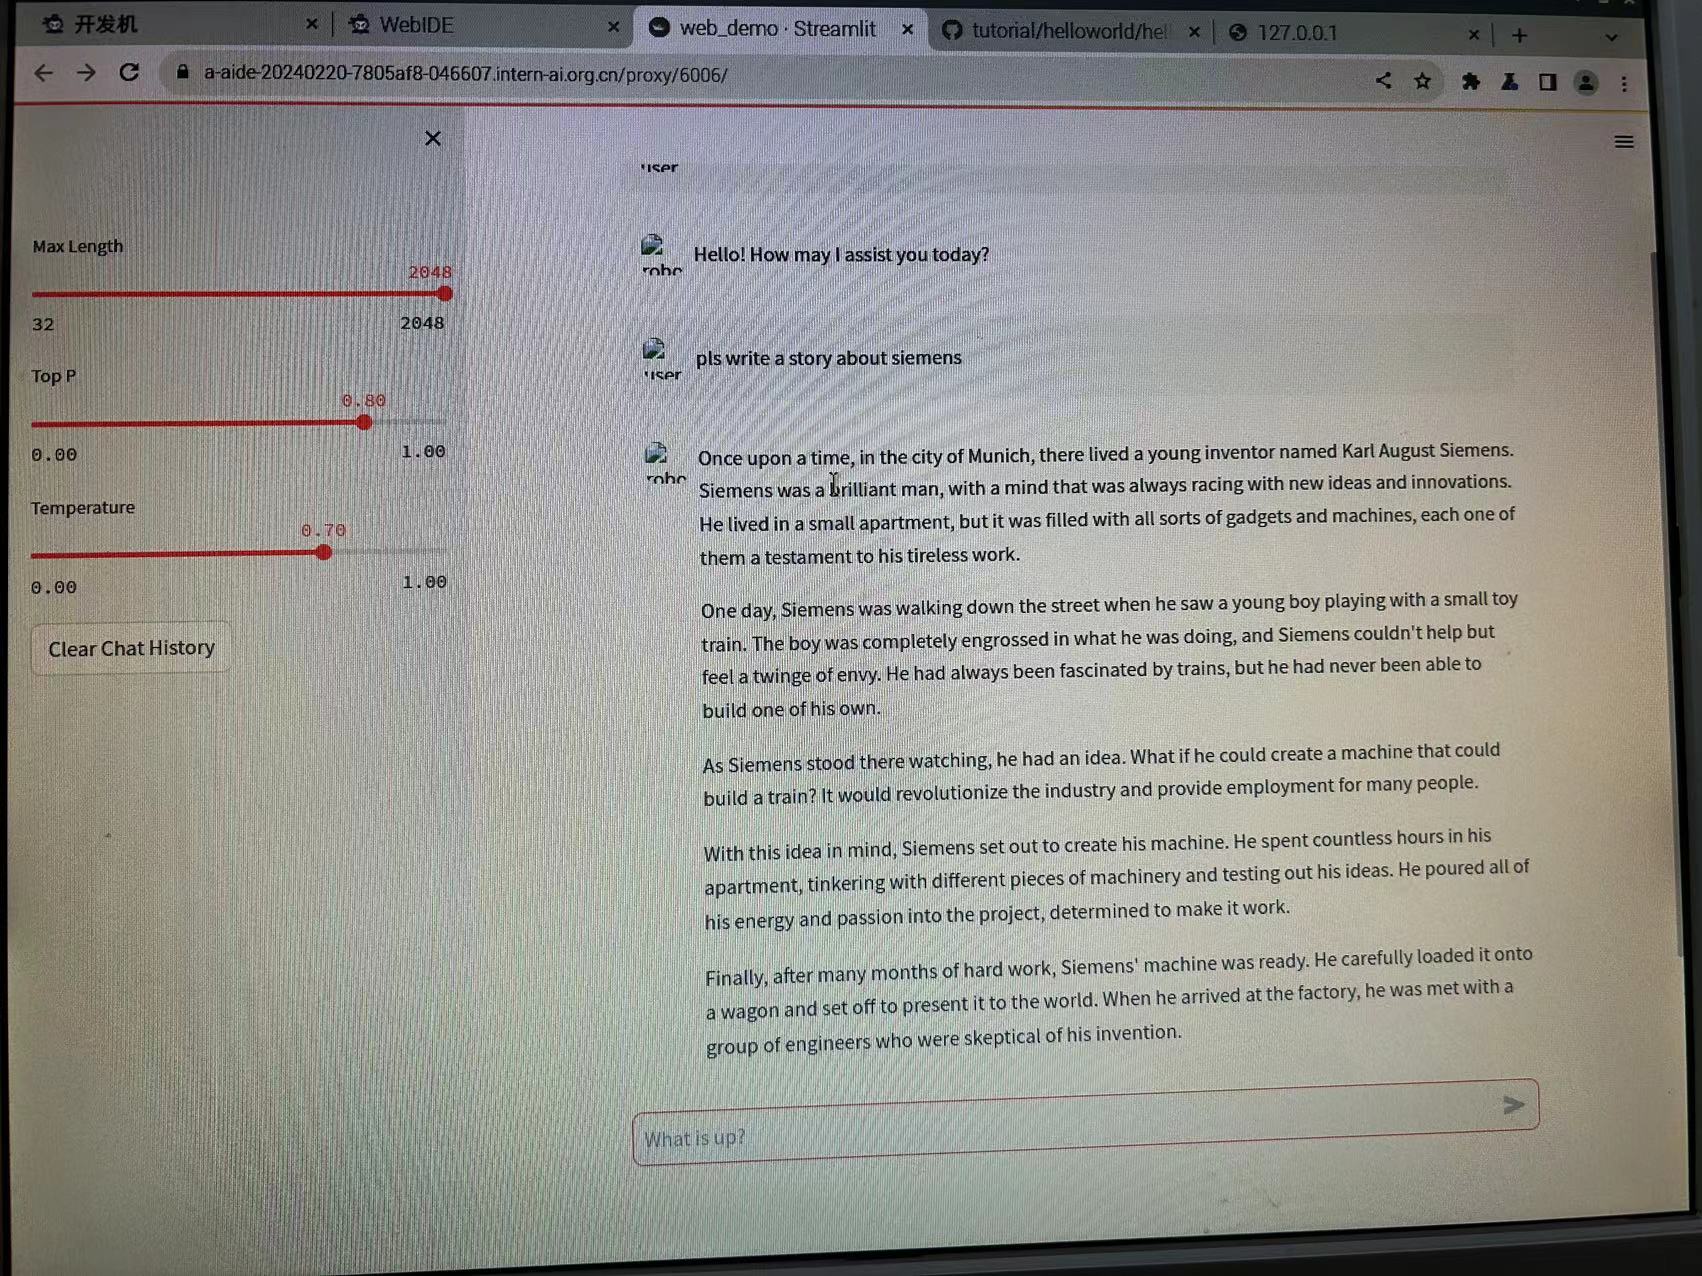 开发机
WebIDE
web_demo · Streamlit
tutorial/helloworld/hel
127.0.0.1
a-aide-20240220-7805af8-046607.intern-ai.org.cn/proxy/6006/
Max Length
2048
32
2048
Top P
0.80
0.00
1.00
Temperature
0.70
0.00
1.00
Clear Chat History
user
robo
Hello! How may I assist you today?
user
pls write a story about siemens
robo
Once upon a time, in the city of Munich, there lived a young inventor named Karl August Siemens.
Siemens was a brilliant man, with a mind that was always racing with new ideas and innovations.
He lived in a small apartment, but it was filled with all sorts of gadgets and machines, each one of
them a testament to his tireless work.
One day, Siemens was walking down the street when he saw a young boy playing with a small toy
train. The boy was completely engrossed in what he was doing, and Siemens couldn't help but
feel a twinge of envy. He had always been fascinated by trains, but he had never been able to
build one of his own.
As Siemens stood there watching, he had an idea. What if he could create a machine that could
build a train? It would revolutionize the industry and provide employment for many people.
With this idea in mind, Siemens set out to create his machine. He spent countless hours in his
apartment, tinkering with different pieces of machinery and testing out his ideas. He poured all of
his energy and passion into the project, determined to make it work.
Finally, after many months of hard work, Siemens' machine was ready. He carefully loaded it onto
a wagon and set off to present it to the world. When he arrived at the factory, he was met with a
group of engineers who were skeptical of his invention.
What is up?